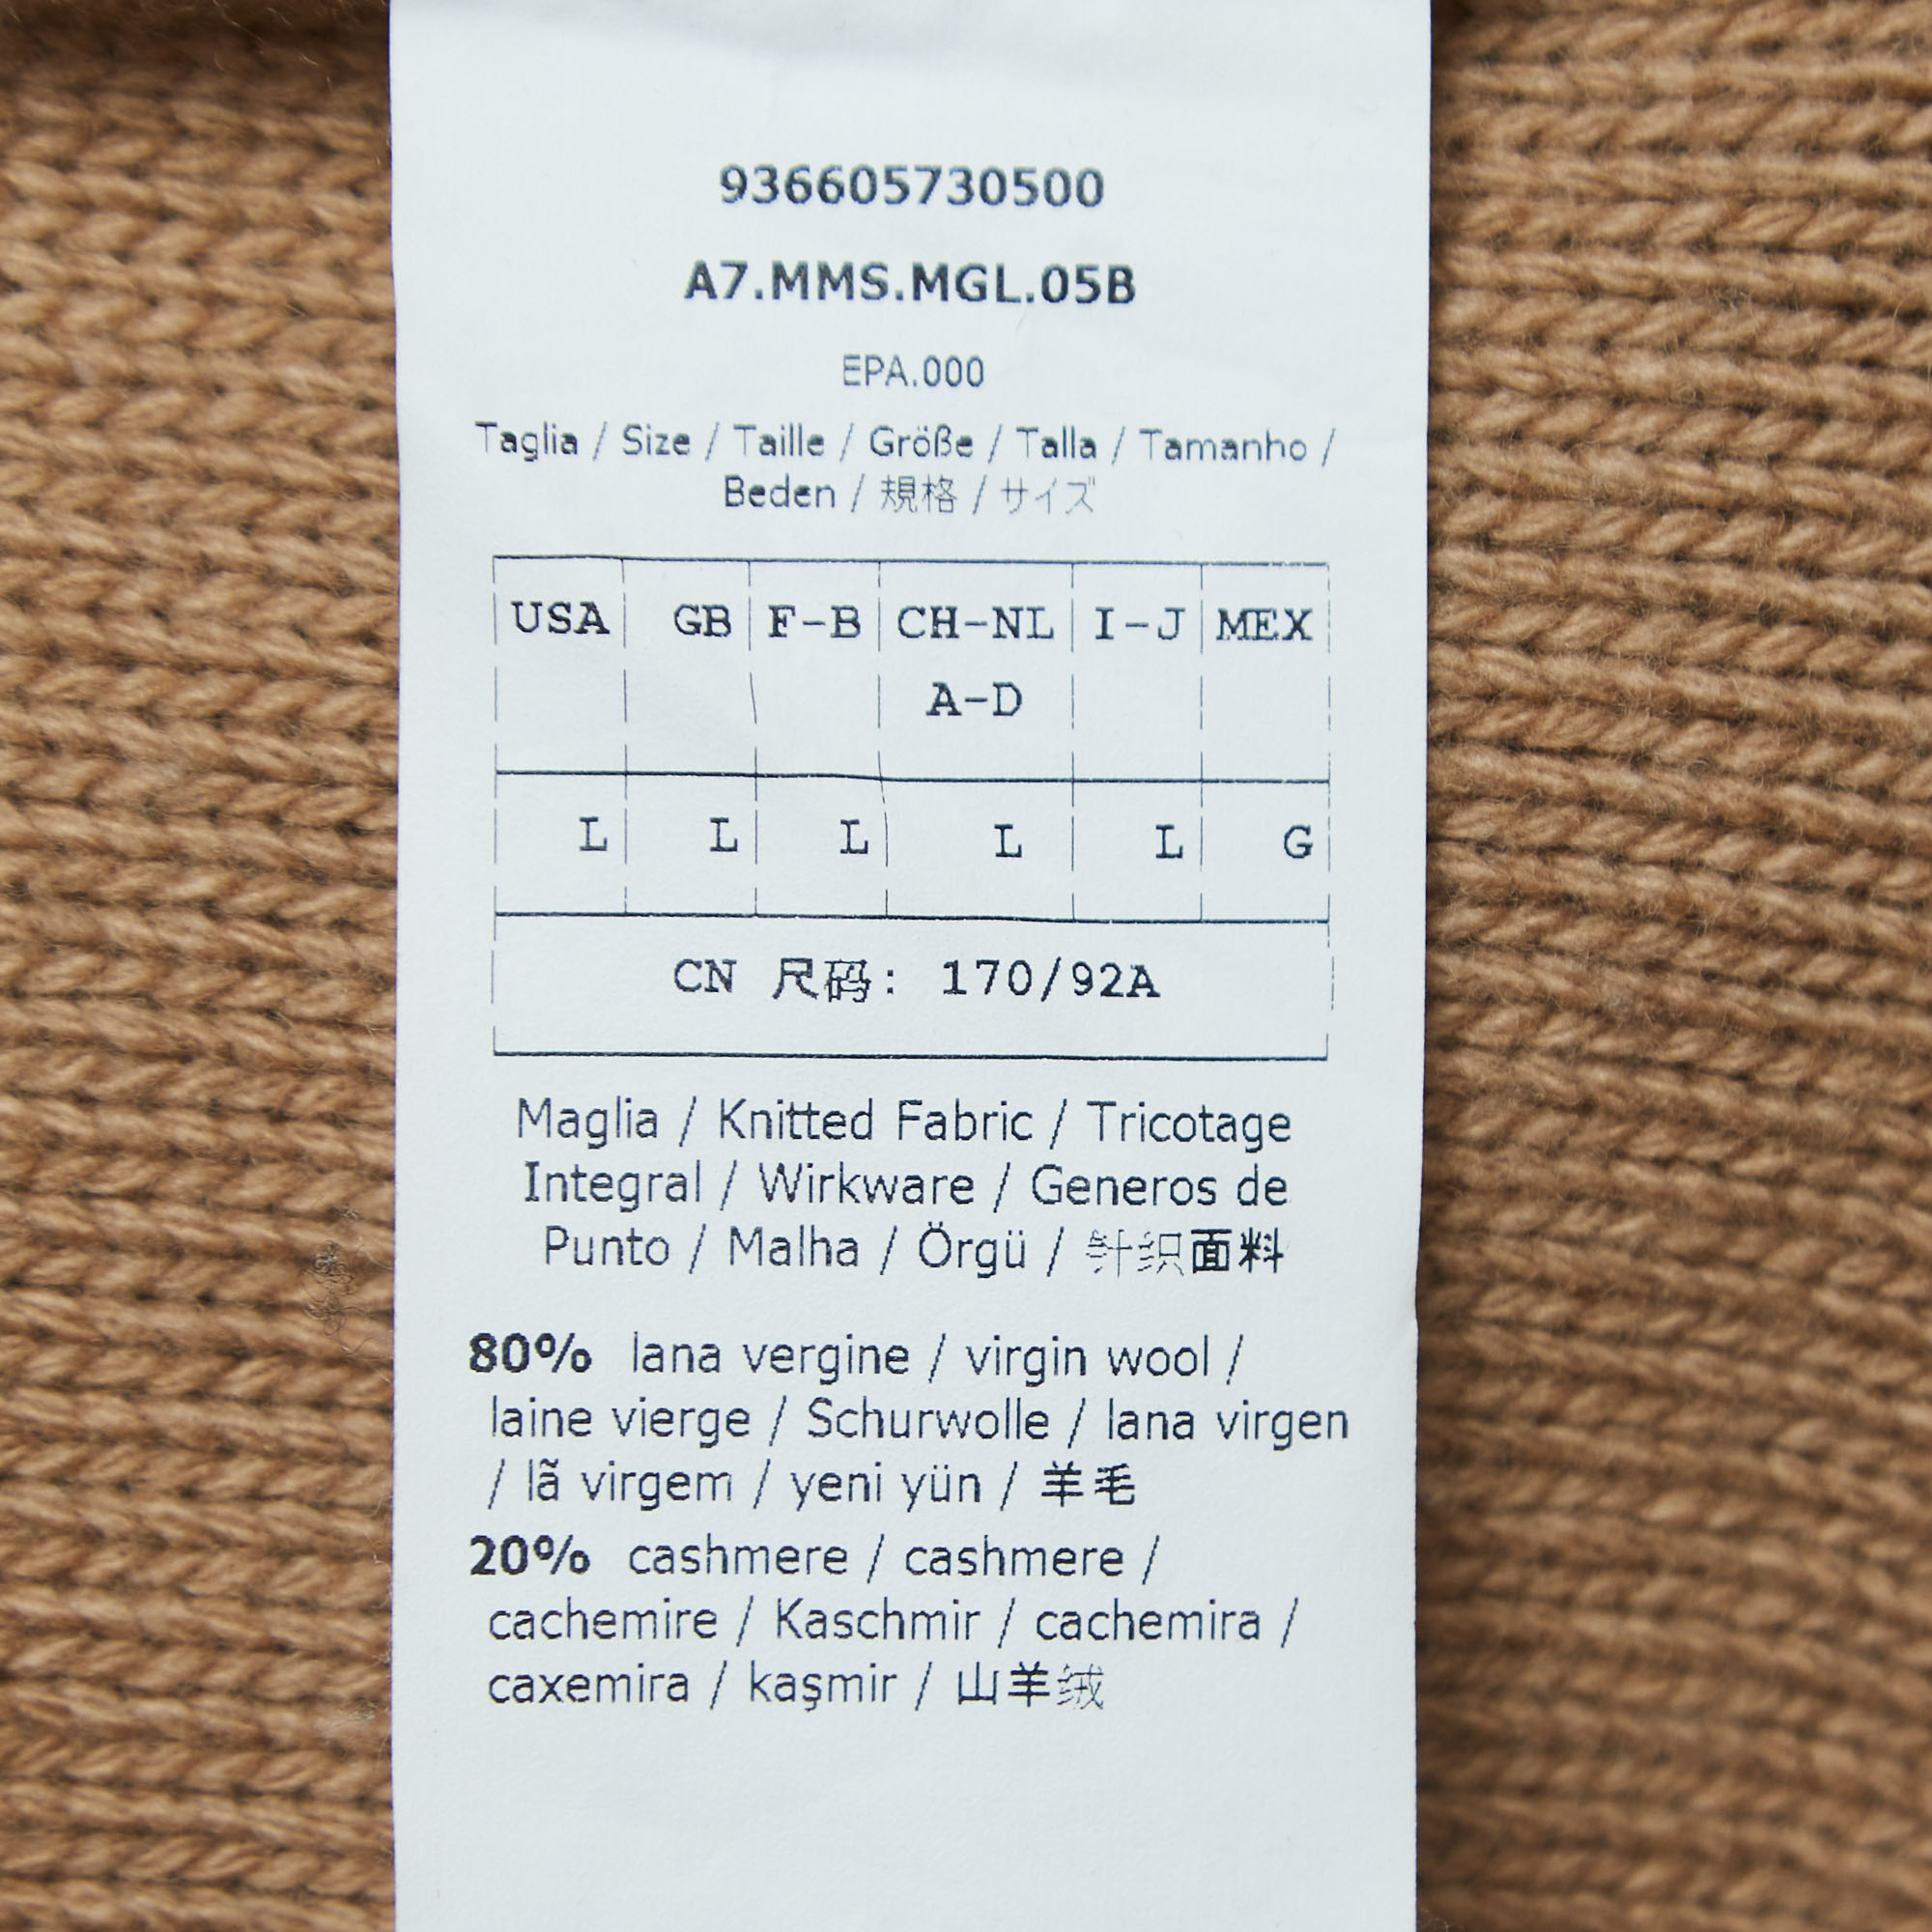 936605730500
A7.MMS.MGL.05B
EPA.000
Taglia / Size / Taille / Größe / Talla / Tamanho /
Beden / 規格 / サイズ
USA GB F-B CH-NL I-J MEX
A-D
L L L L L G
CN 尺码: 170/92A
Maglia / Knitted Fabric / Tricotage
Integral / Wirkware / Generos de
Punto / Malha / Örgü / 针织面料
80% lana vergine / virgin wool /
laine vierge / Schurwolle / lana virgen
/ lã virgem / yeni yün / 羊毛
20% cashmere / cashmere /
cachemire / Kaschmir / cachemira /
caxemira / kaşmir / 山羊绒